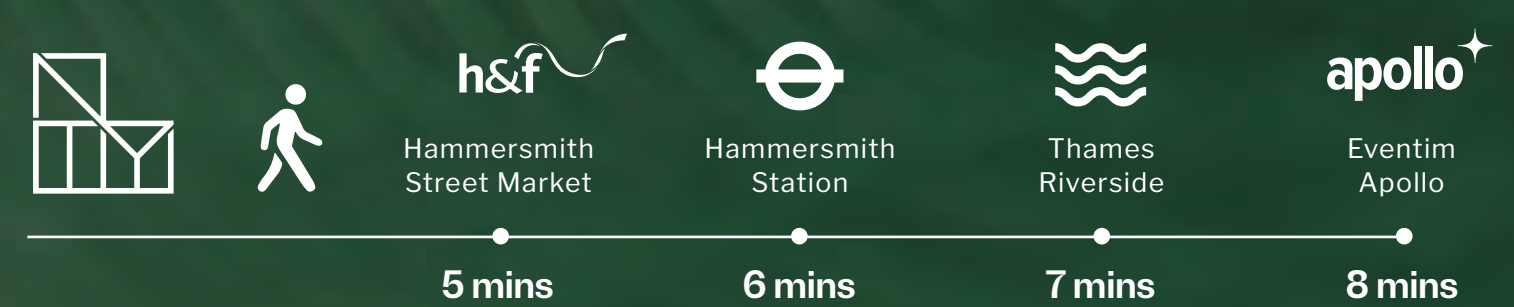 h&f
apollo
Hammersmith
Street Market
Hammersmith
Station
Thames
Riverside
Eventim
Apollo
5 mins
6 mins
7 mins
8 mins